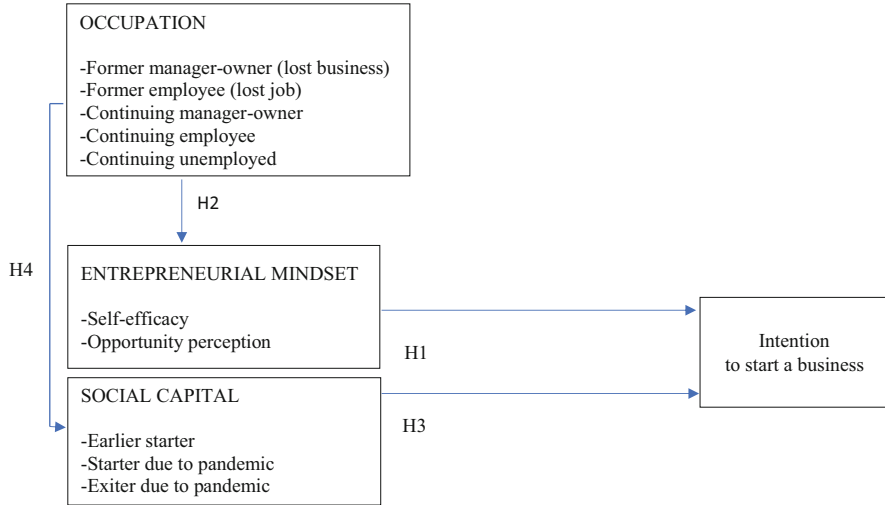 OCCUPATION
-Former manager-owner (lost business)
-Former employee (lost job)
-Continuing manager-owner
-Continuing employee
-Continuing unemployed
H2
H4
ENTREPRENEURIAL MINDSET
-Self-efficacy
-Opportunity perception
H1
Intention
to start a business
SOCIAL CAPITAL
-Earlier starter
-Starter due to pandemic
-Exiter due to pandemic
H3